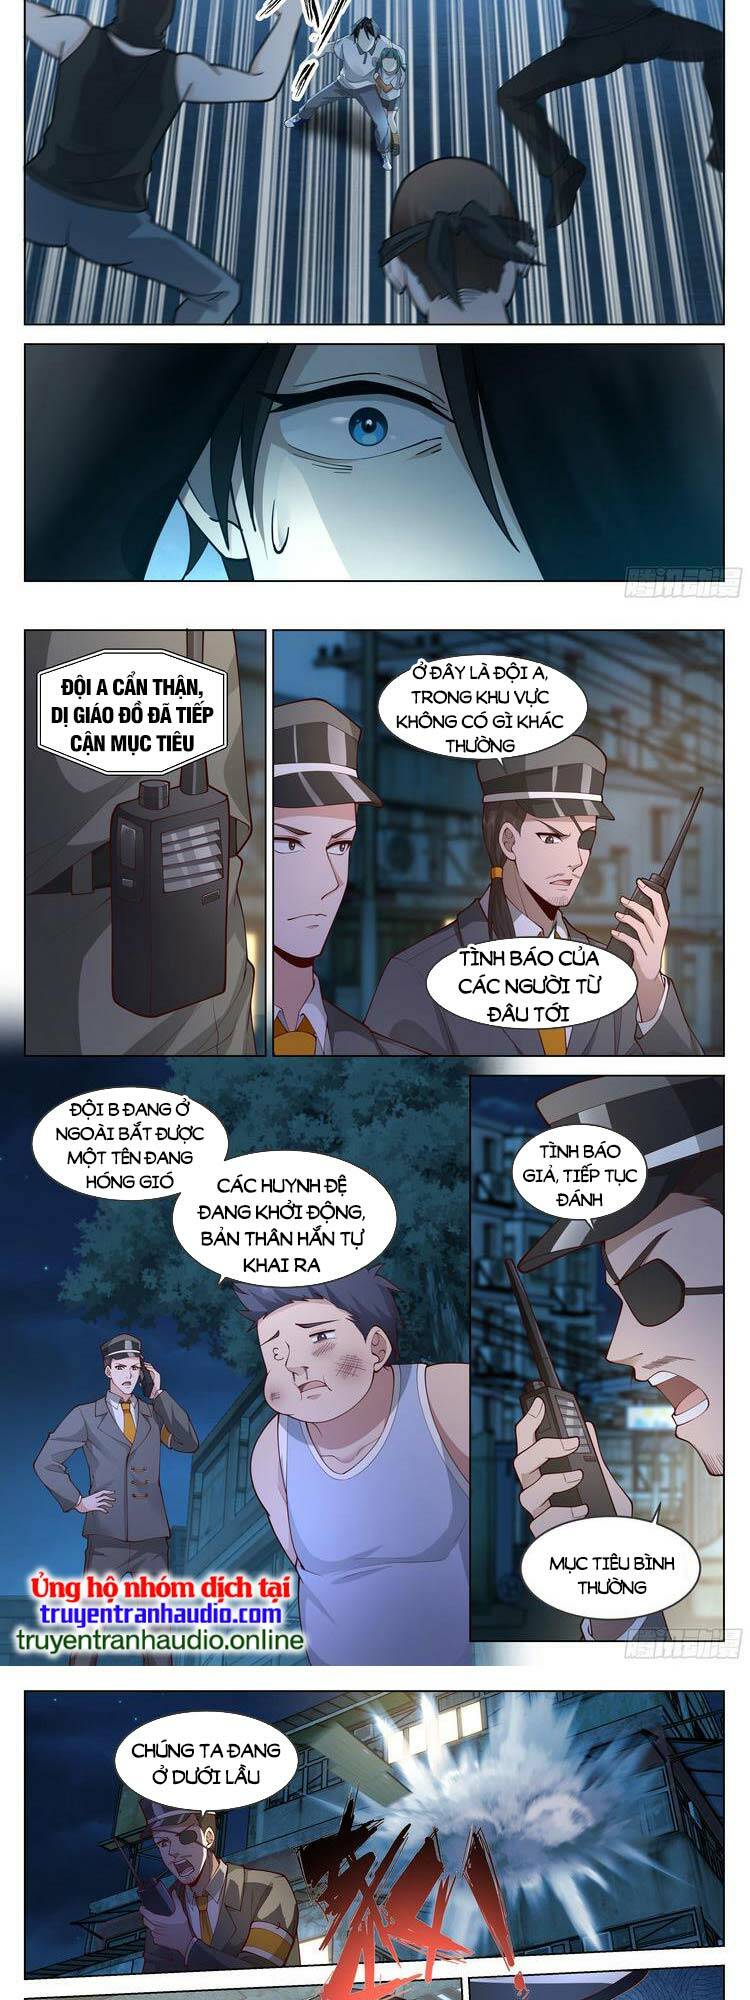 ĐỘI A CẨN THẬN,
DỊ GIÁO ĐỒ ĐÃ TIẾP
CẬN MỤC TIÊU
Ở ĐÂY LÀ ĐỘI A,
TRONG KHU VỰC
KHÔNG CÓ GÌ KHÁC
THƯỜNG
TÌNH BÁO CỦA
CÁC NGƯỜI TỪ
ĐÂU TỚI
ĐỘI B ĐANG Ở
NGOÀI BẮT ĐƯỢC
MỘT TÊN ĐANG
HÓNG GIÓ
CÁC HUYNH ĐỆ
ĐANG KHỞI ĐỘNG,
BẢN THÂN HẮN TỰ
KHAI RA
TÌNH BÁO
GIẢ, TIẾP TỤC
ĐÁNH
MỤC TIÊU BÌNH
THƯỜNG
Ủng hộ nhóm dịch tại
truyentranhaudio.com
truyentranhaudio.online
CHÚNG TA ĐANG
Ở DƯỚI LẦU